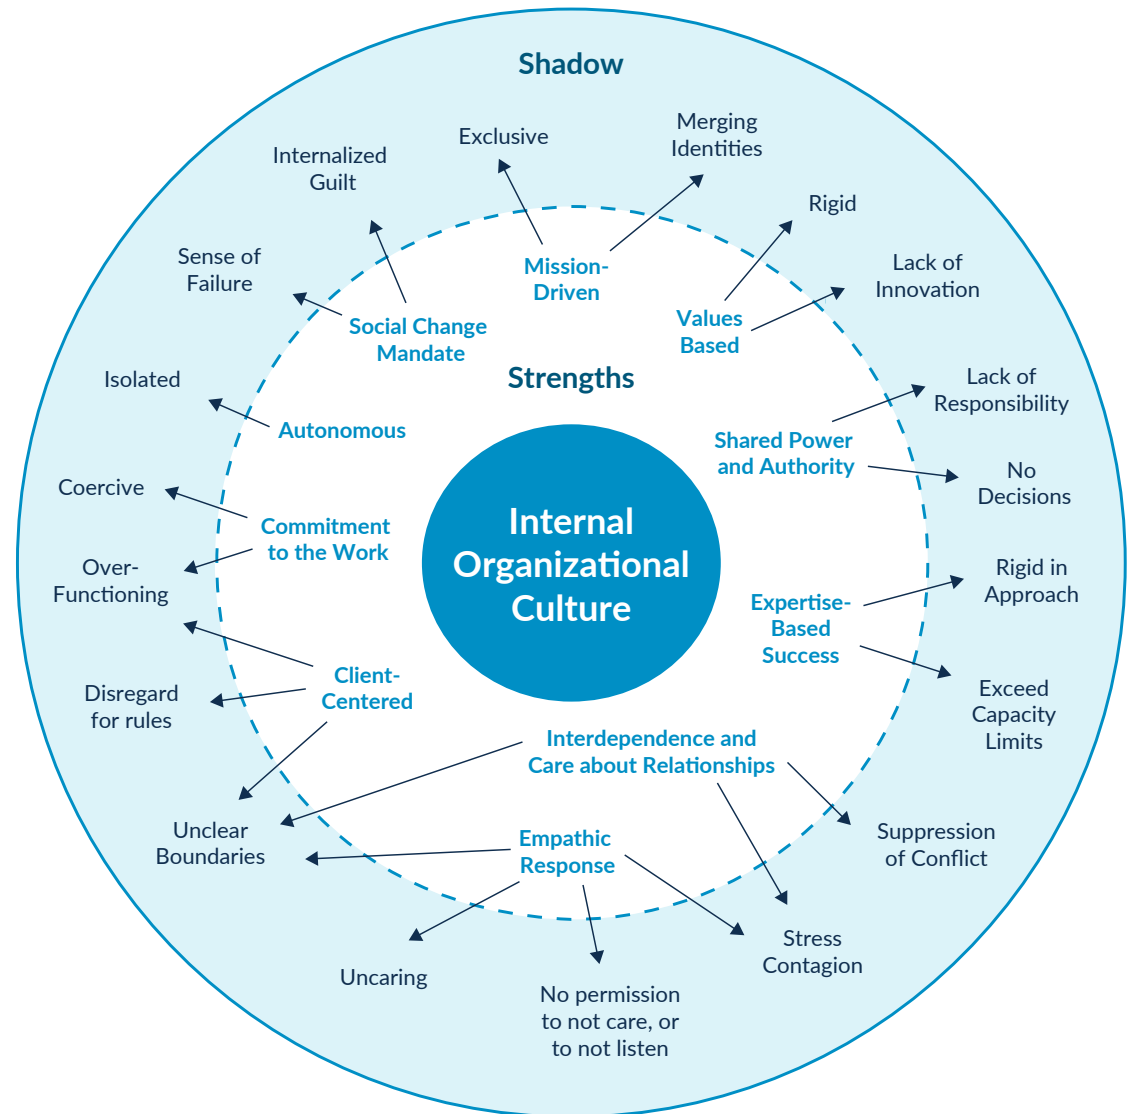 Shadow
Exclusive
Merging
Identities
Internalized
Guilt
Rigid
Sense of
Failure
Lack of
Innovation
Mission-
Driven
Social Change
Mandate
Values
Based
Strengths
Isolated
Autonomous
Lack of
Responsibility
Shared Power
and Authority
No
Decisions
Coercive
Commitment
to the Work
Internal
Organizational
Culture
Over-
Functioning
Rigid in
Approach
Expertise-
Based
Success
Client-
Centered
Disregard
for rules
Exceed
Capacity
Limits
Interdependence and
Care about Relationships
Unclear
Boundaries
Empathic
Response
Suppression
of Conflict
Stress
Contagion
Uncaring
No permission
to not care, or
to not listen